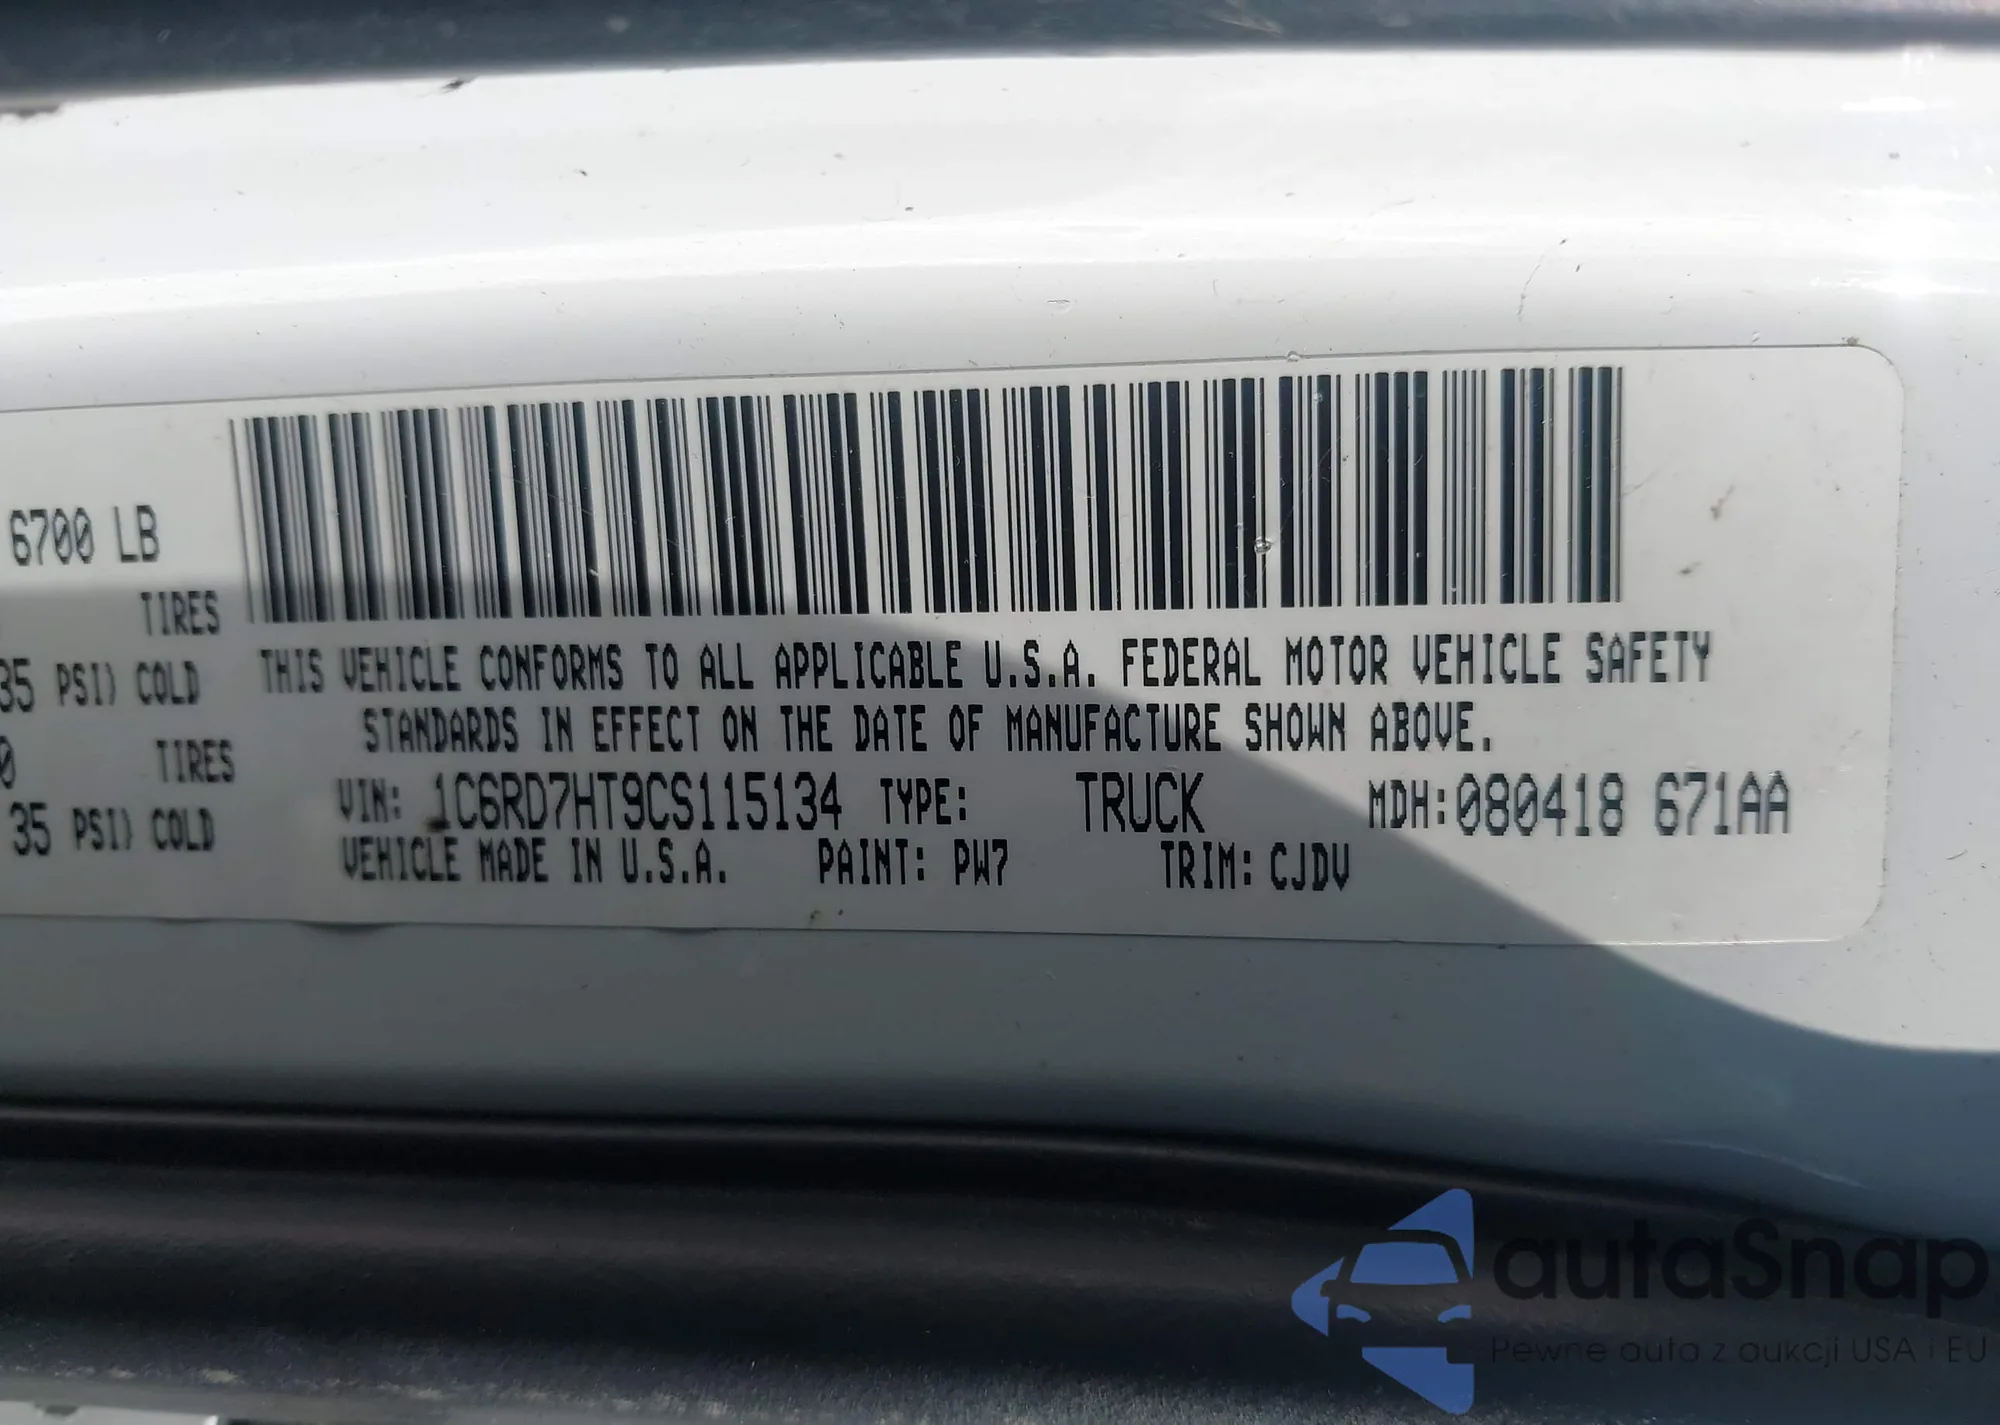 6700 LB
TIRES
35 PSI) COLD
THIS VEHICLE CONFORMS TO ALL APPLICABLE U.S.A. FEDERAL MOTOR VEHICLE SAFETY
STANDARDS IN EFFECT ON THE DATE OF MANUFACTURE SHOWN ABOVE.
0 TIRES
VIN: 1C6RD7HT9CS115134 TYPE: TRUCK MDH:080418 671AA
35 PSI) COLD
VEHICLE MADE IN U.S.A. PAINT: PW7 TRIM: CJDV
autaSnap
Pewne auta z aukcji USA i EU